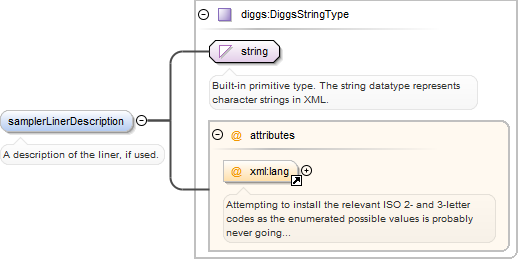 diggs:DiggsStringType
string
Built-in primitive type. The string datatype represents
character strings in XML.
samplerLinerDescription
A description of the liner, if used.
@ attributes
@ xml:lang
Attempting to install the relevant ISO 2- and 3-letter
codes as the enumerated possible values is probably
never going...